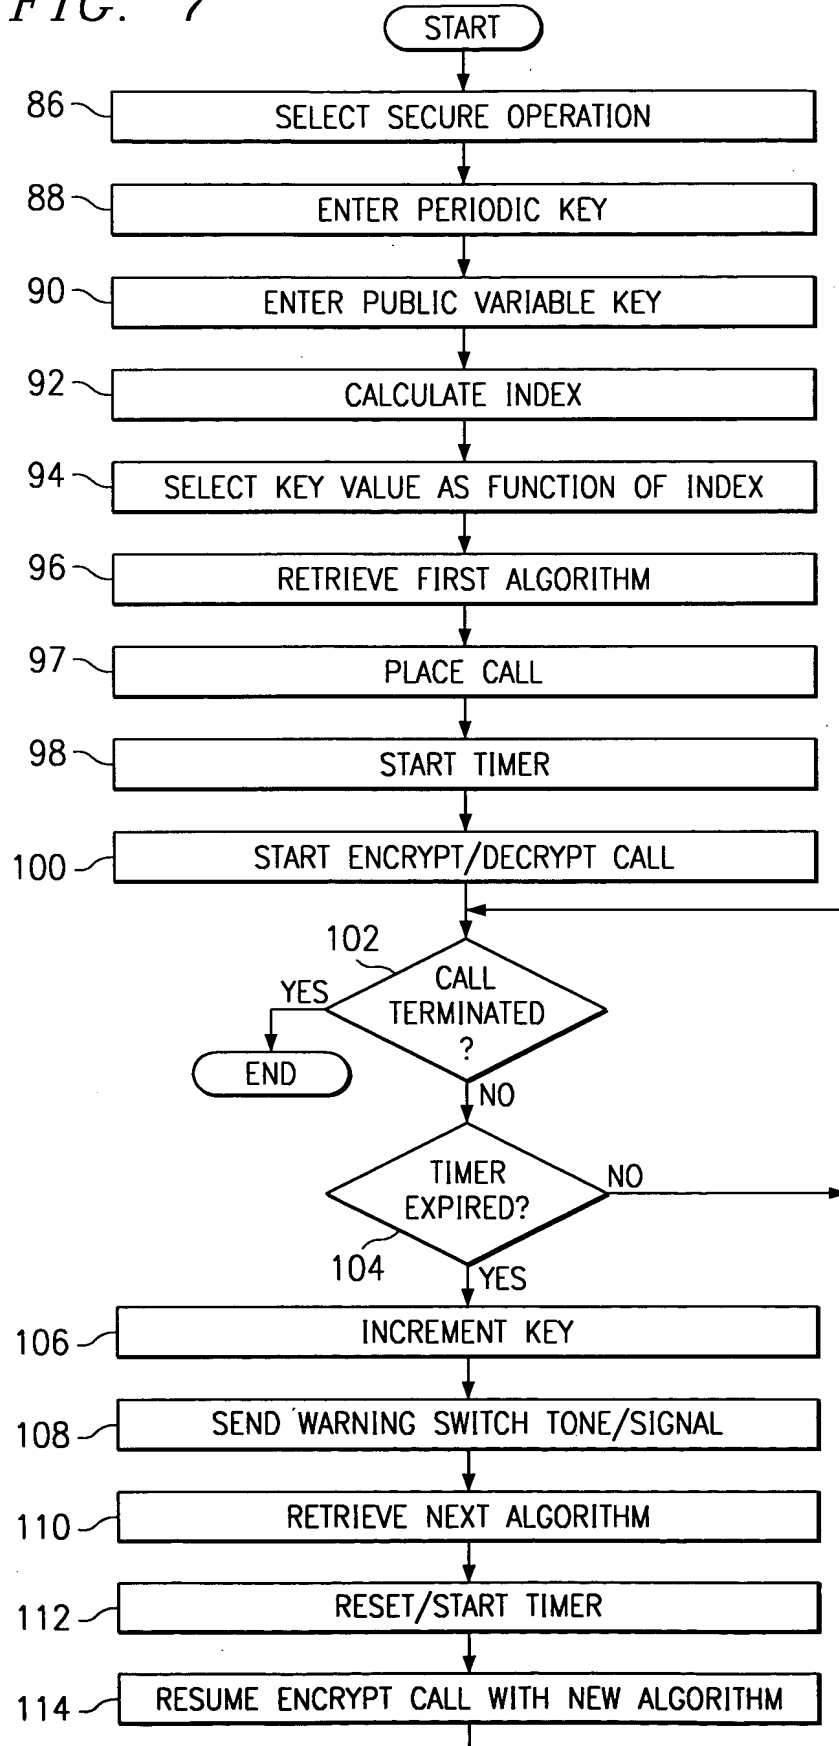 FIG. 7
START
86 SELECT SECURE OPERATION
88 ENTER PERIODIC KEY
90 ENTER PUBLIC VARIABLE KEY
92 CALCULATE INDEX
94 SELECT KEY VALUE AS FUNCTION OF INDEX
96 RETRIEVE FIRST ALGORITHM
97 PLACE CALL
98 START TIMER
100 START ENCRYPT/DECRYPT CALL
102
CALL
TERMINATED
?
YES
END
NO
TIMER
EXPIRED?
NO
104
YES
106 INCREMENT KEY
108 SEND WARNING SWITCH TONE/SIGNAL
110 RETRIEVE NEXT ALGORITHM
112 RESET/START TIMER
114 RESUME ENCRYPT CALL WITH NEW ALGORITHM